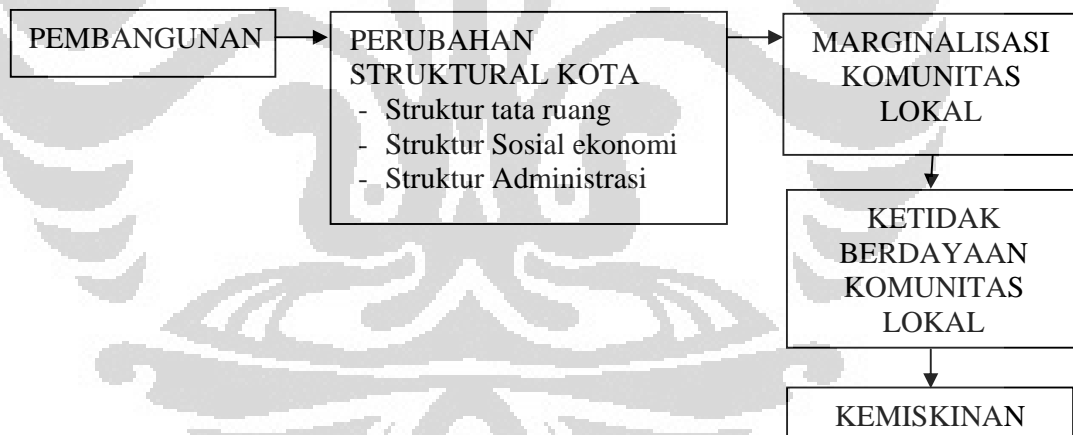 PEMBANGUNAN
PERUBAHAN
STRUKTURAL KOTA
- Struktur tata ruang
- Struktur Sosial ekonomi
- Struktur Administrasi
MARGINALISASI
KOMUNITAS
LOKAL
KETIDAK
BERDAYAAN
KOMUNITAS
LOKAL
KEMISKINAN